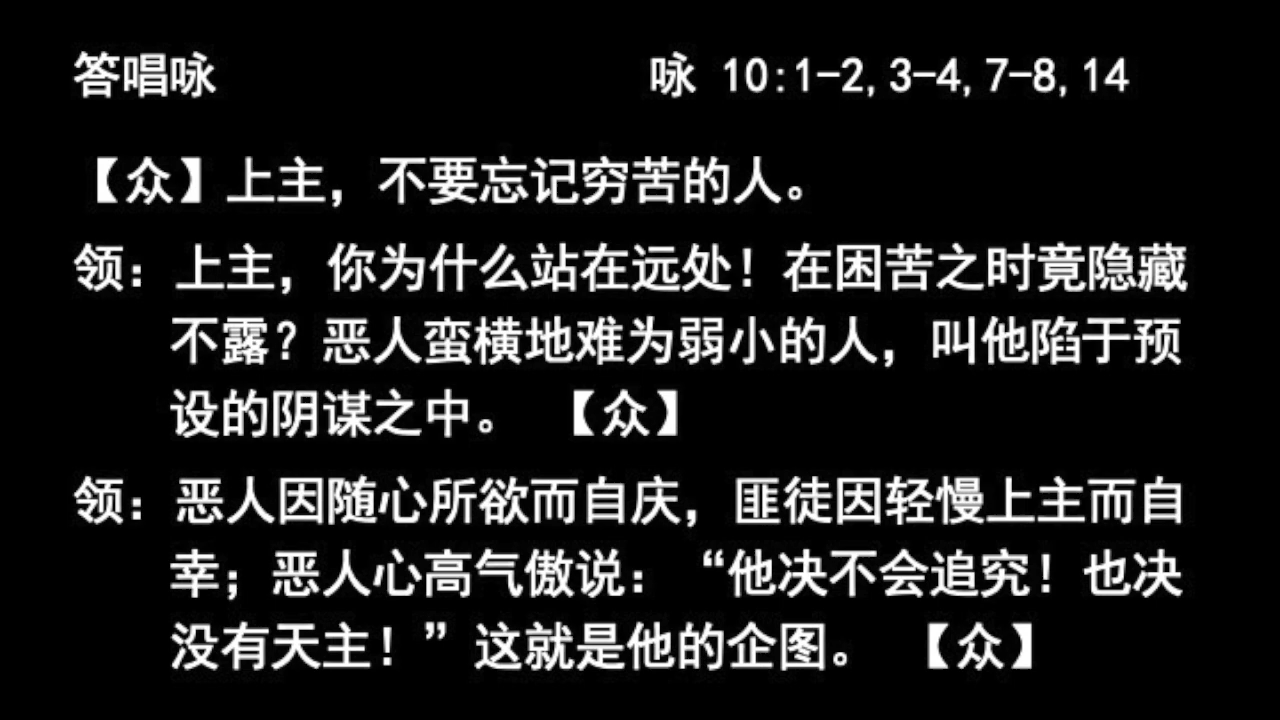 答唱咏 咏 10:1-2,3-4,7-8,14
【众】上主，不要忘记穷苦的人。
领：上主，你为什么站在远处！在困苦之时竟隐藏
不露？恶人蛮横地难为弱小的人，叫他陷于预
设的阴谋之中。 【众】
领：恶人因随心所欲而自庆，匪徒因轻慢上主而自
幸；恶人心高气傲说：“他决不会追究！也决
没有天主！”这就是他的企图。 【众】